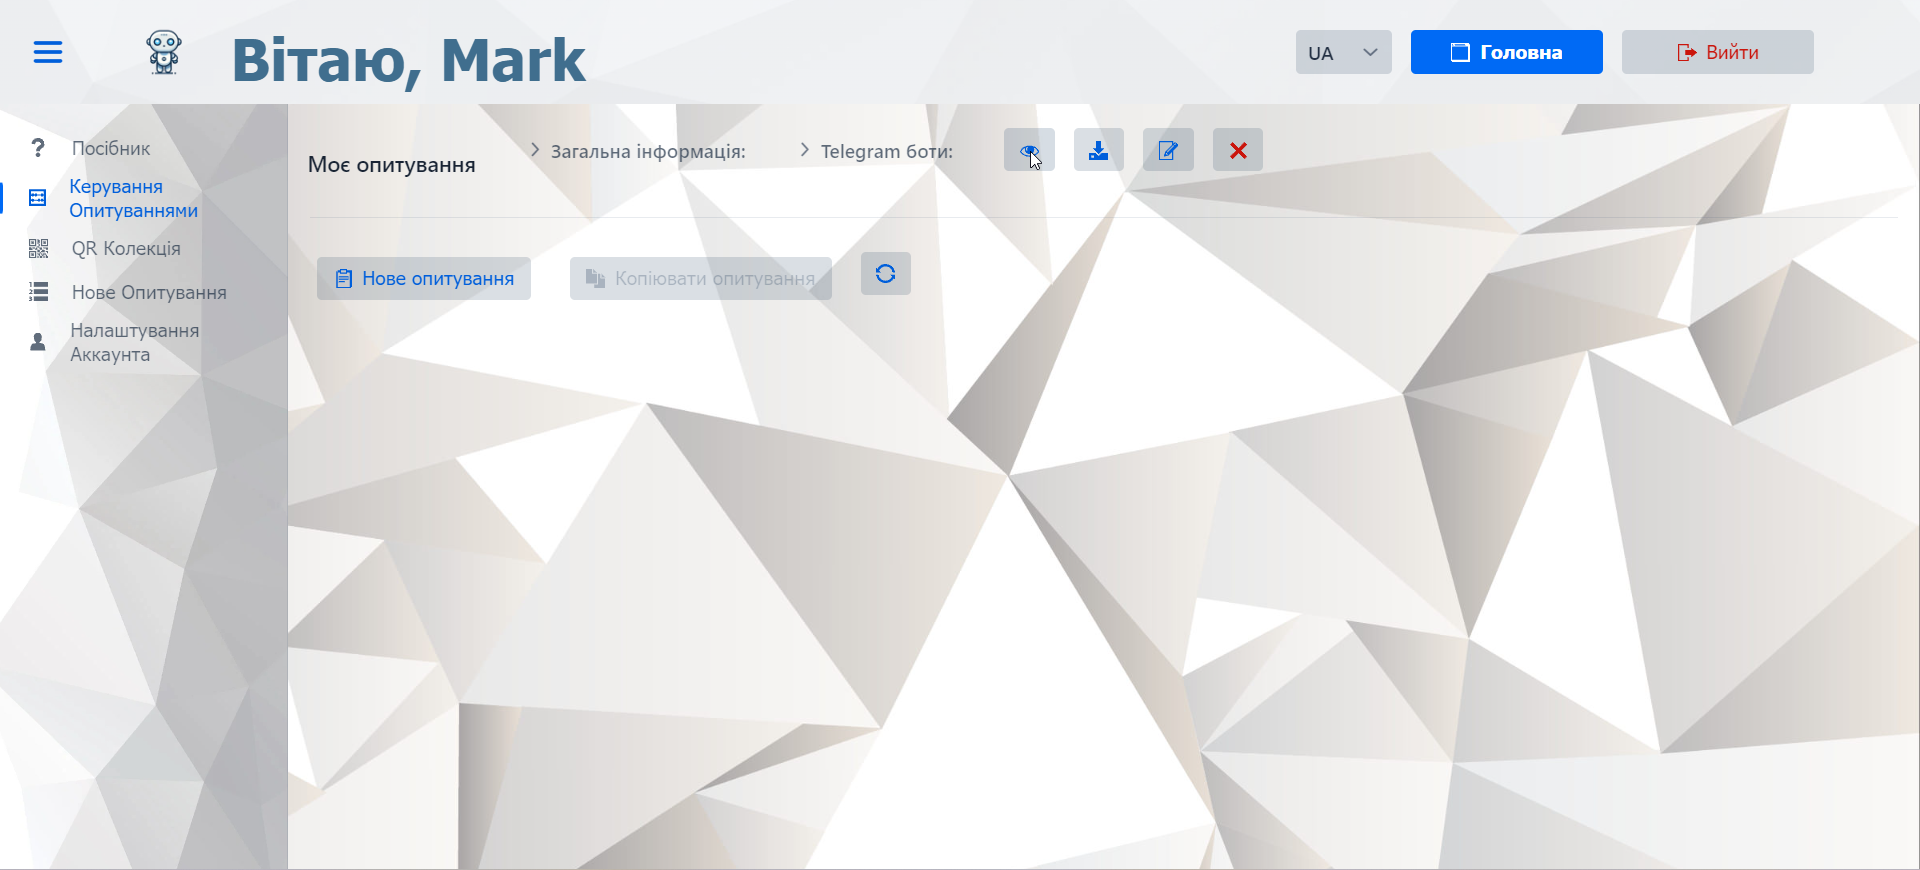 Вітаю, Mark
UA
Головна
Вийти
Посібник
Керування
Опитуваннями
QR Колекція
Нове Опитування
Налаштування
Аккаунта
Моє опитування
Загальна інформація:
Telegram боти:
Нове опитування
Копіювати опитування